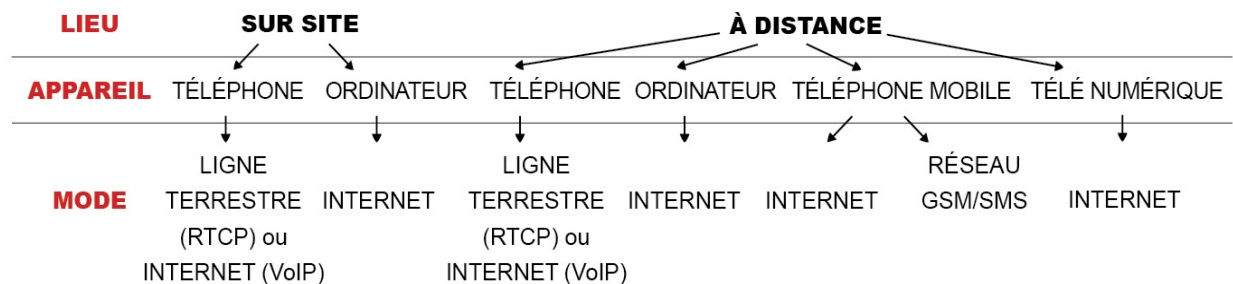 LIEU SUR SITE À DISTANCE
APPAREIL TÉLÉPHONE ORDINATEUR TÉLÉPHONE ORDINATEUR TÉLÉPHONE MOBILE TÉLÉ NUMÉRIQUE
LIGNE LIGNE RÉSEAU
MODE TERRESTRE INTERNET TERRESTRE INTERNET INTERNET GSM/SMS INTERNET
(RTCP) ou (RTCP) ou
INTERNET (VoIP) INTERNET (VoIP)